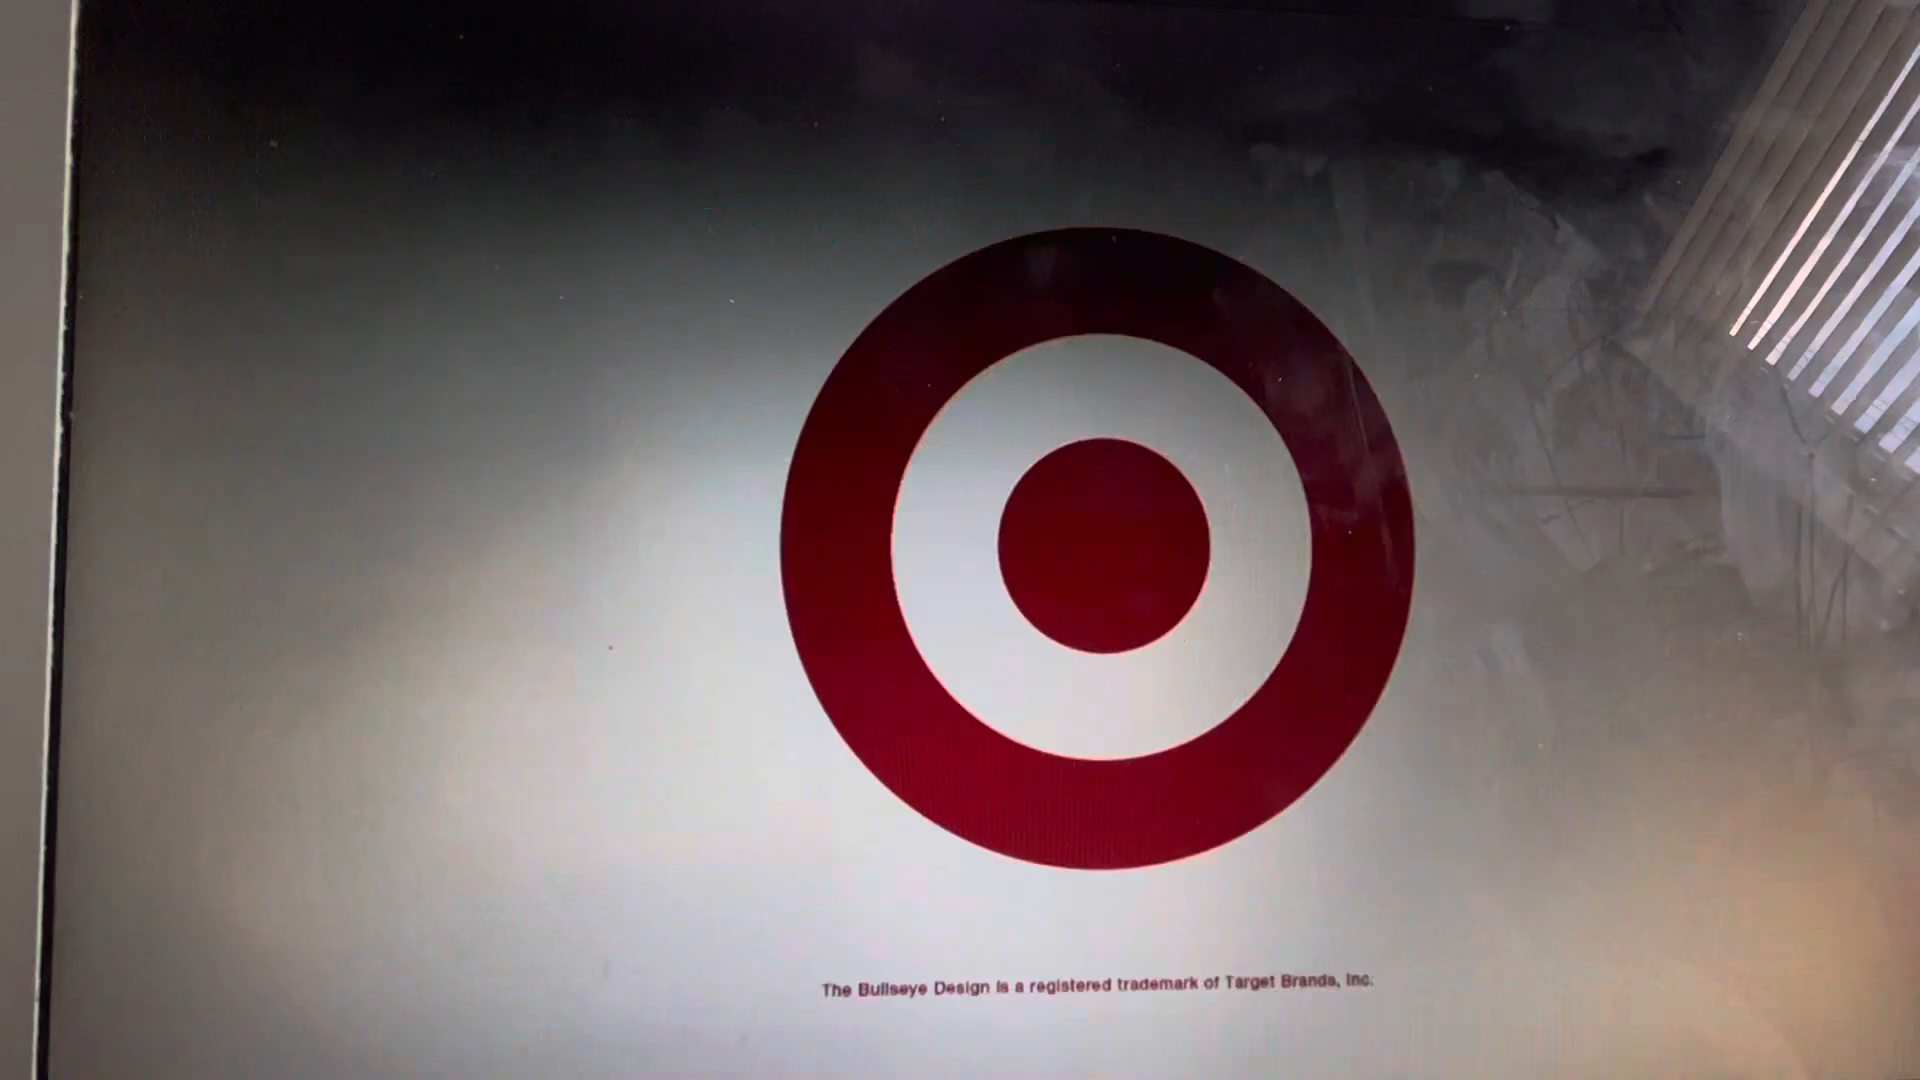 The Bullseye Design is a registered trademark of Target Brands, Inc.